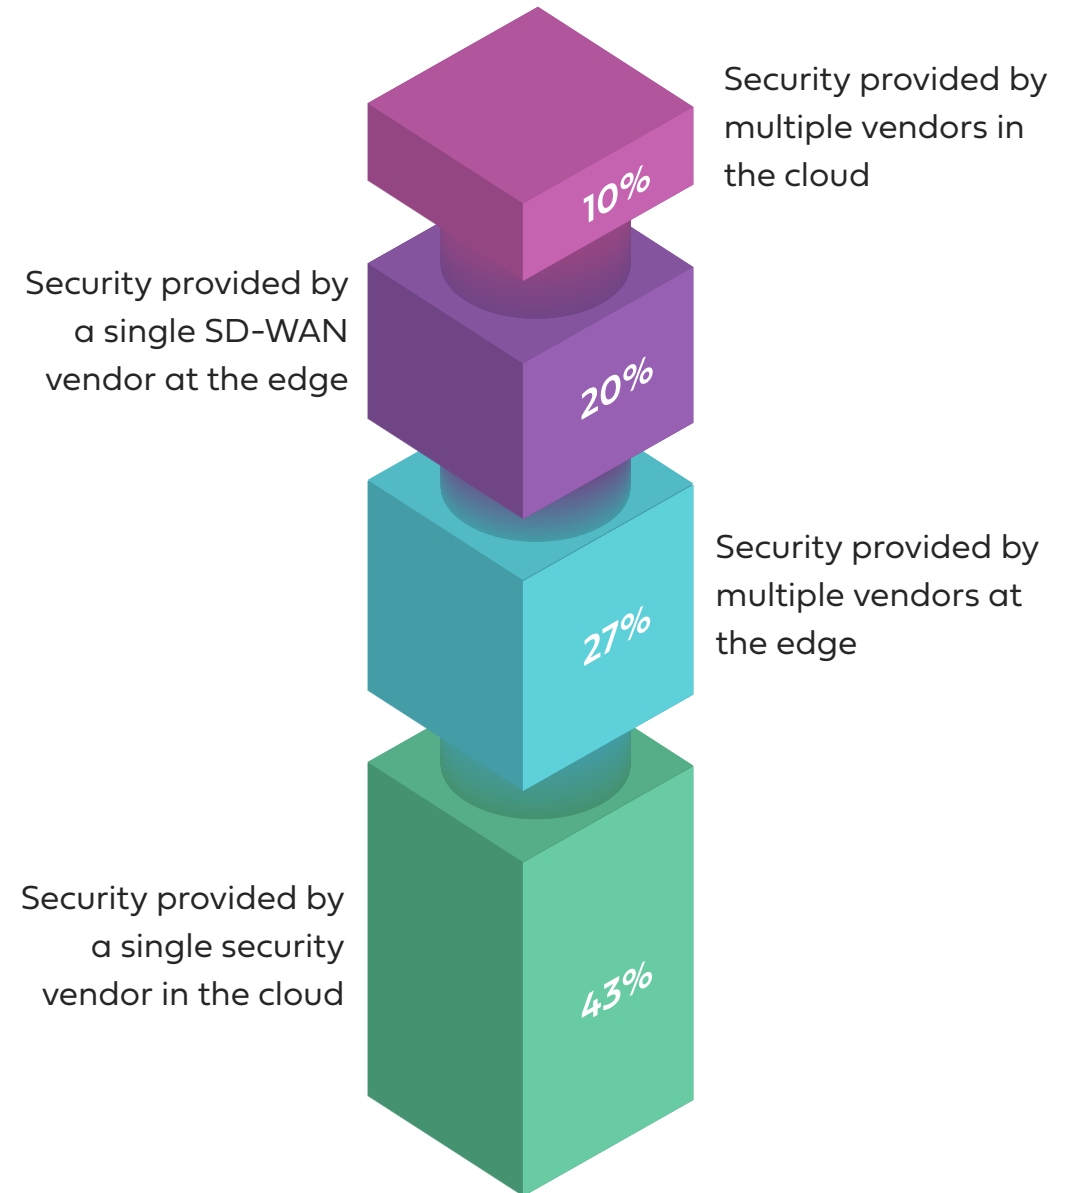 Security provided by
multiple vendors in
the cloud
10%
Security provided by
a single SD-WAN
vendor at the edge
20%
Security provided by
multiple vendors at
the edge
27%
Security provided by
a single security
vendor in the cloud
43%